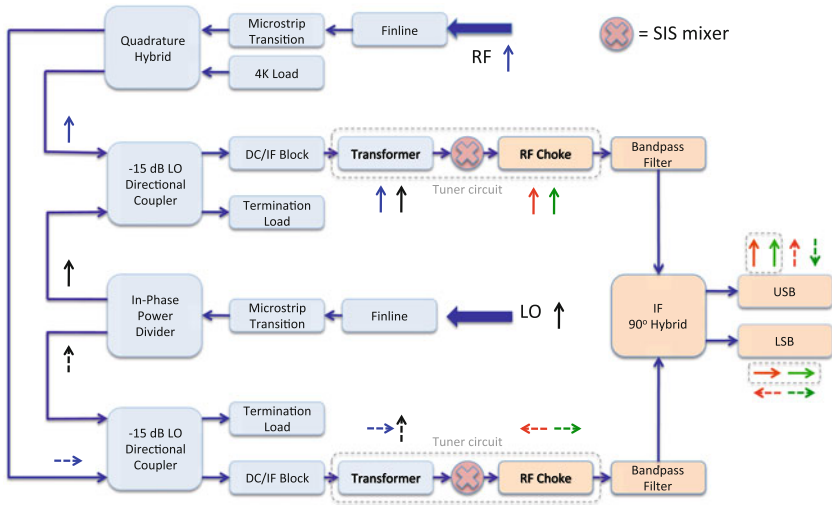 Quadrature
Hybrid
Microstrip
Transition
Finline
RF
= SIS mixer
4K Load
-15 dB LO
Directional
Coupler
DC/IF Block
Transformer
RF Choke
Bandpass
Filter
Tuner circuit
Termination
Load
In-Phase
Power
Divider
Microstrip
Transition
Finline
LO
IF
90° Hybrid
USB
LSB
-15 dB LO
Directional
Coupler
Termination
Load
Tuner circuit
DC/IF Block
Transformer
RF Choke
Bandpass
Filter